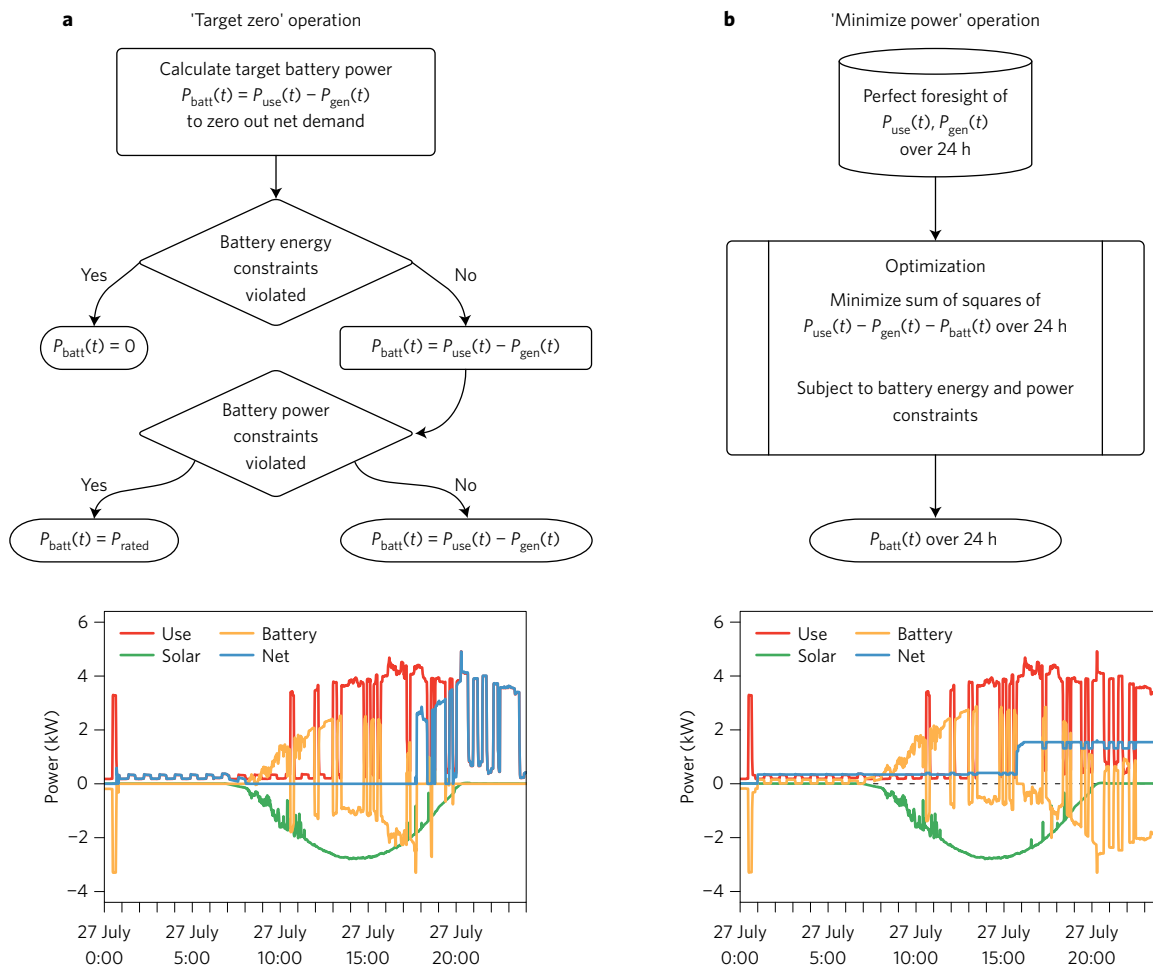 a
'Target zero' operation
Calculate target battery power
P_batt(t) = P_use(t) − P_gen(t)
to zero out net demand
Battery energy
constraints
violated
Yes
No
P_batt(t) = 0
P_batt(t) = P_use(t) − P_gen(t)
Battery power
constraints
violated
Yes
No
P_batt(t) = P_rated
P_batt(t) = P_use(t) − P_gen(t)
6
4
2
0
−2
−4
Power (kW)
Use
Battery
Solar
Net
27 July 27 July 27 July 27 July 27 July
0:00 5:00 10:00 15:00 20:00
b
'Minimize power' operation
Perfect foresight of
P_use(t), P_gen(t)
over 24 h
Optimization
Minimize sum of squares of
P_use(t) − P_gen(t) − P_batt(t) over 24 h
Subject to battery energy and power
constraints
P_batt(t) over 24 h
6
4
2
0
−2
−4
Power (kW)
Use
Battery
Solar
Net
27 July 27 July 27 July 27 July 27 July
0:00 5:00 10:00 15:00 20:00